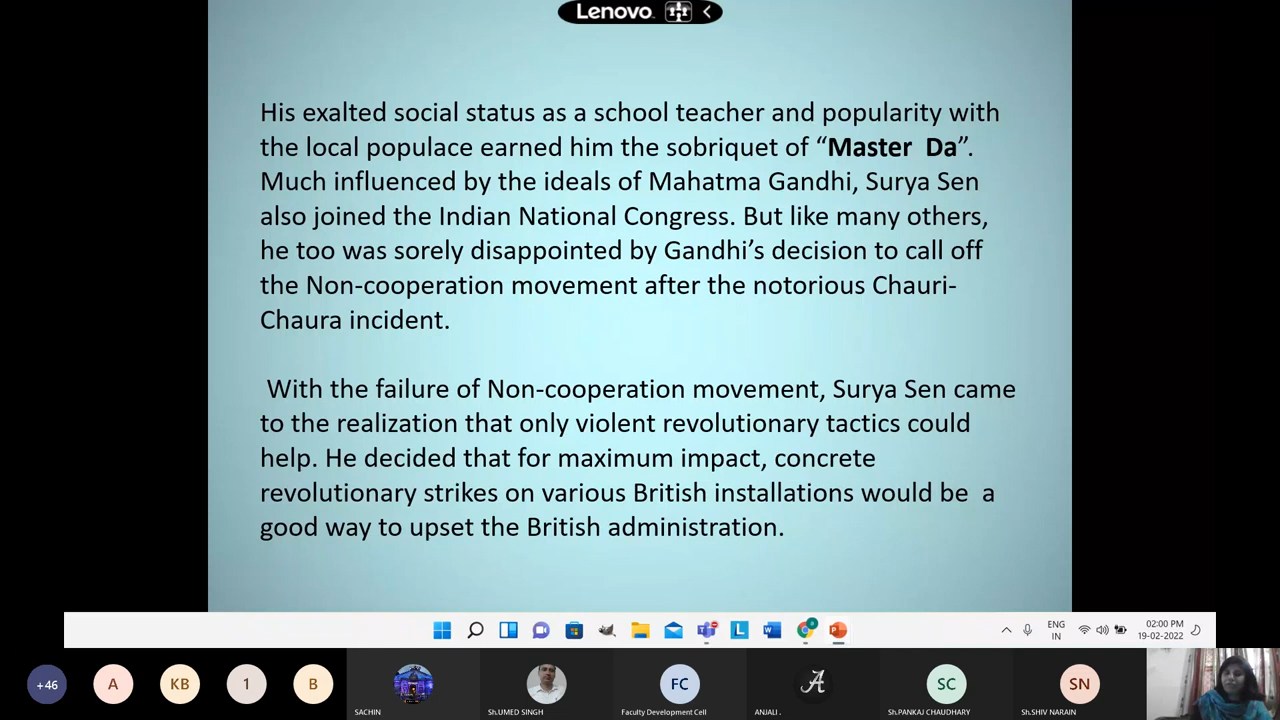 Lenovo
His exalted social status as a school teacher and popularity with
the local populace earned him the sobriquet of “Master  Da”.
Much influenced by the ideals of Mahatma Gandhi, Surya Sen
also joined the Indian National Congress. But like many others,
he too was sorely disappointed by Gandhi’s decision to call off
the Non-cooperation movement after the notorious Chauri-
Chaura incident.
With the failure of Non-cooperation movement, Surya Sen came
to the realization that only violent revolutionary tactics could
help. He decided that for maximum impact, concrete
revolutionary strikes on various British installations would be  a
good way to upset the British administration.
ENG
IN
02:00 PM
19-02-2022
+46
A
KB
1
B
FC
A
SC
SN
SACHIN
Sh.UMED SINGH
Faculty Development Cell
ANJALI .
Sh.PANKAJ CHAUDHARY
Sh.SHIV NARAIN